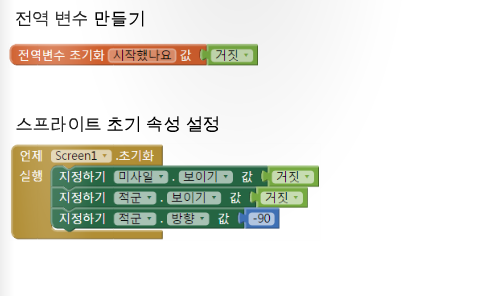 전역 변수 만들기
전역변수 초기화 시작했나요 값 거짓
스프라이트 초기 속성 설정
언제 Screen1 .초기화
실행 지정하기 미사일 . 보이기 값 거짓
지정하기 적군 . 보이기 값 거짓
지정하기 적군 . 방향 값 -90